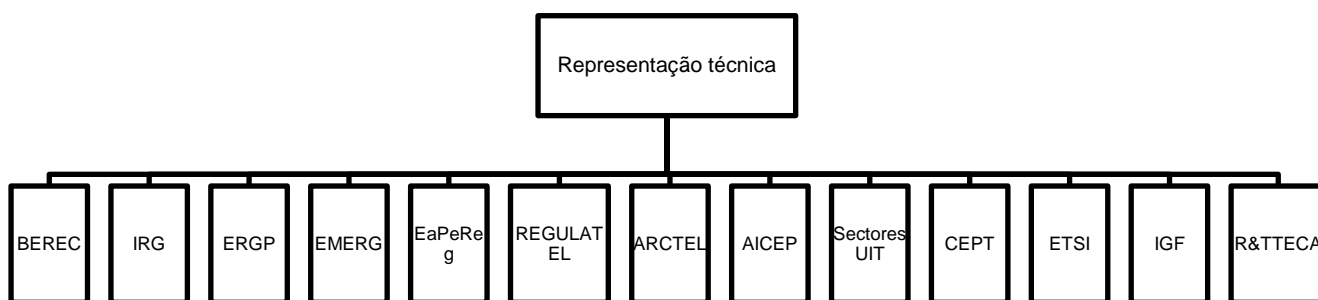 Representação técnica
BEREC
IRG
ERGP
EMERG
EaPeRe
g
REGULAT
EL
ARCTEL
AICEP
Sectores
UIT
CEPT
ETSI
IGF
R&TTECA